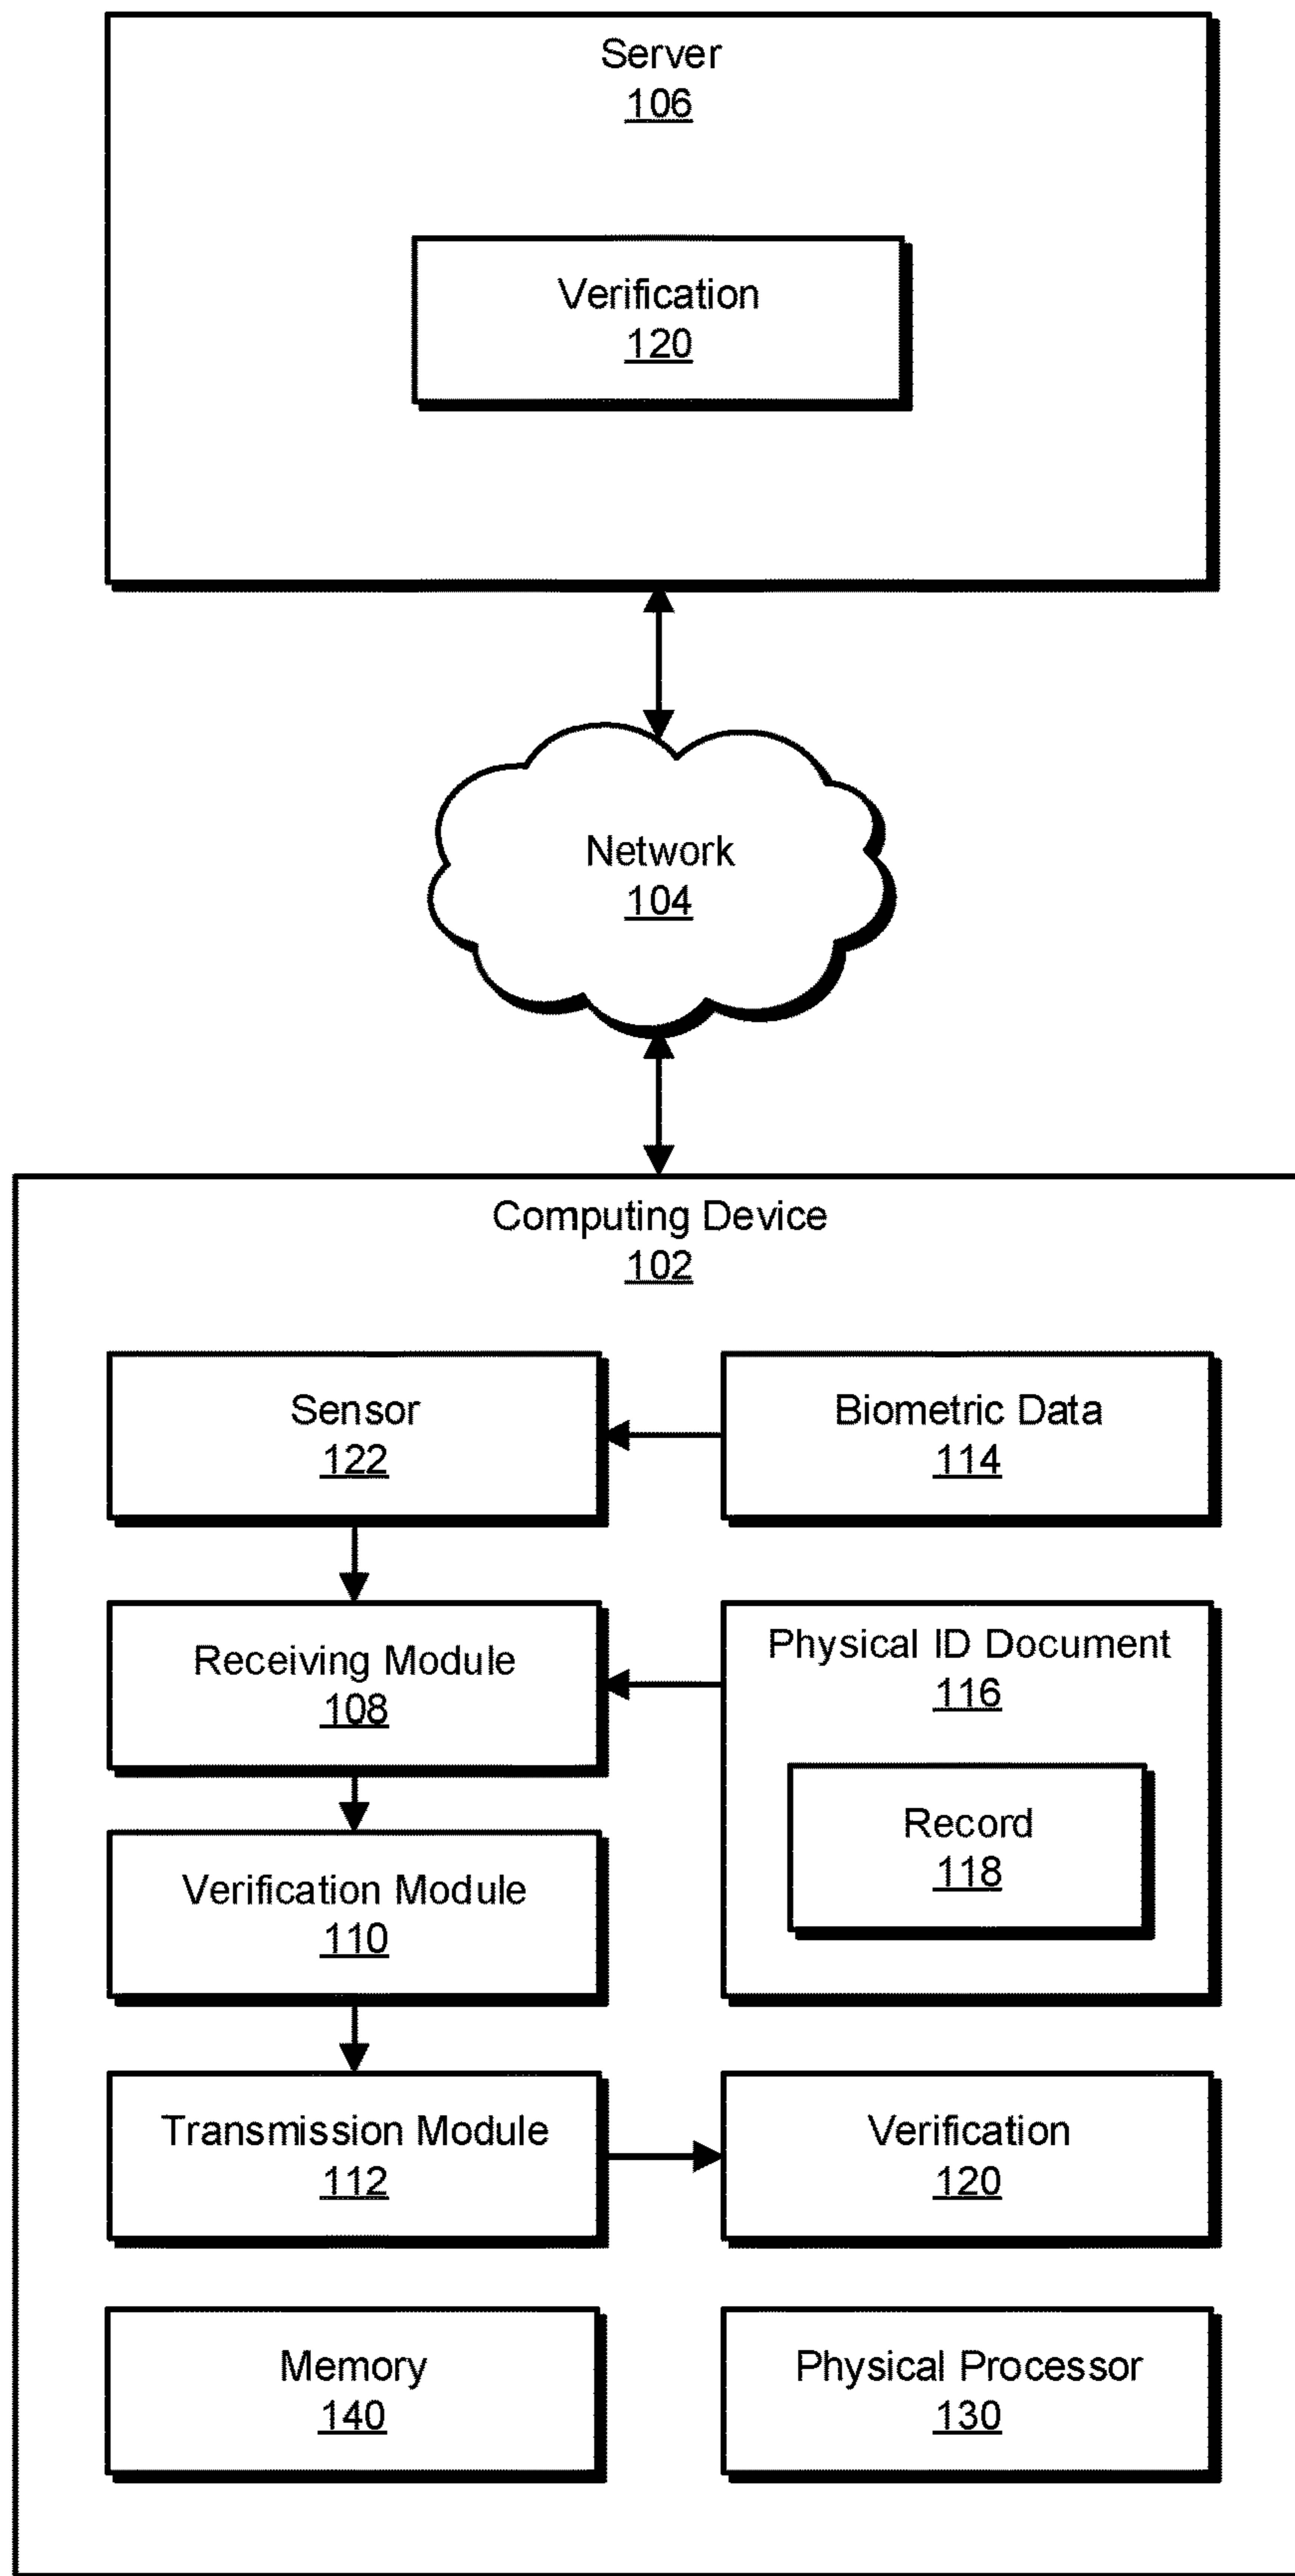 Server
106
Verification
120
Network
104
Computing Device
102
Sensor
122
Biometric Data
114
Receiving Module
108
Physical ID Document
116
Record
118
Verification Module
110
Transmission Module
112
Verification
120
Memory
140
Physical Processor
130